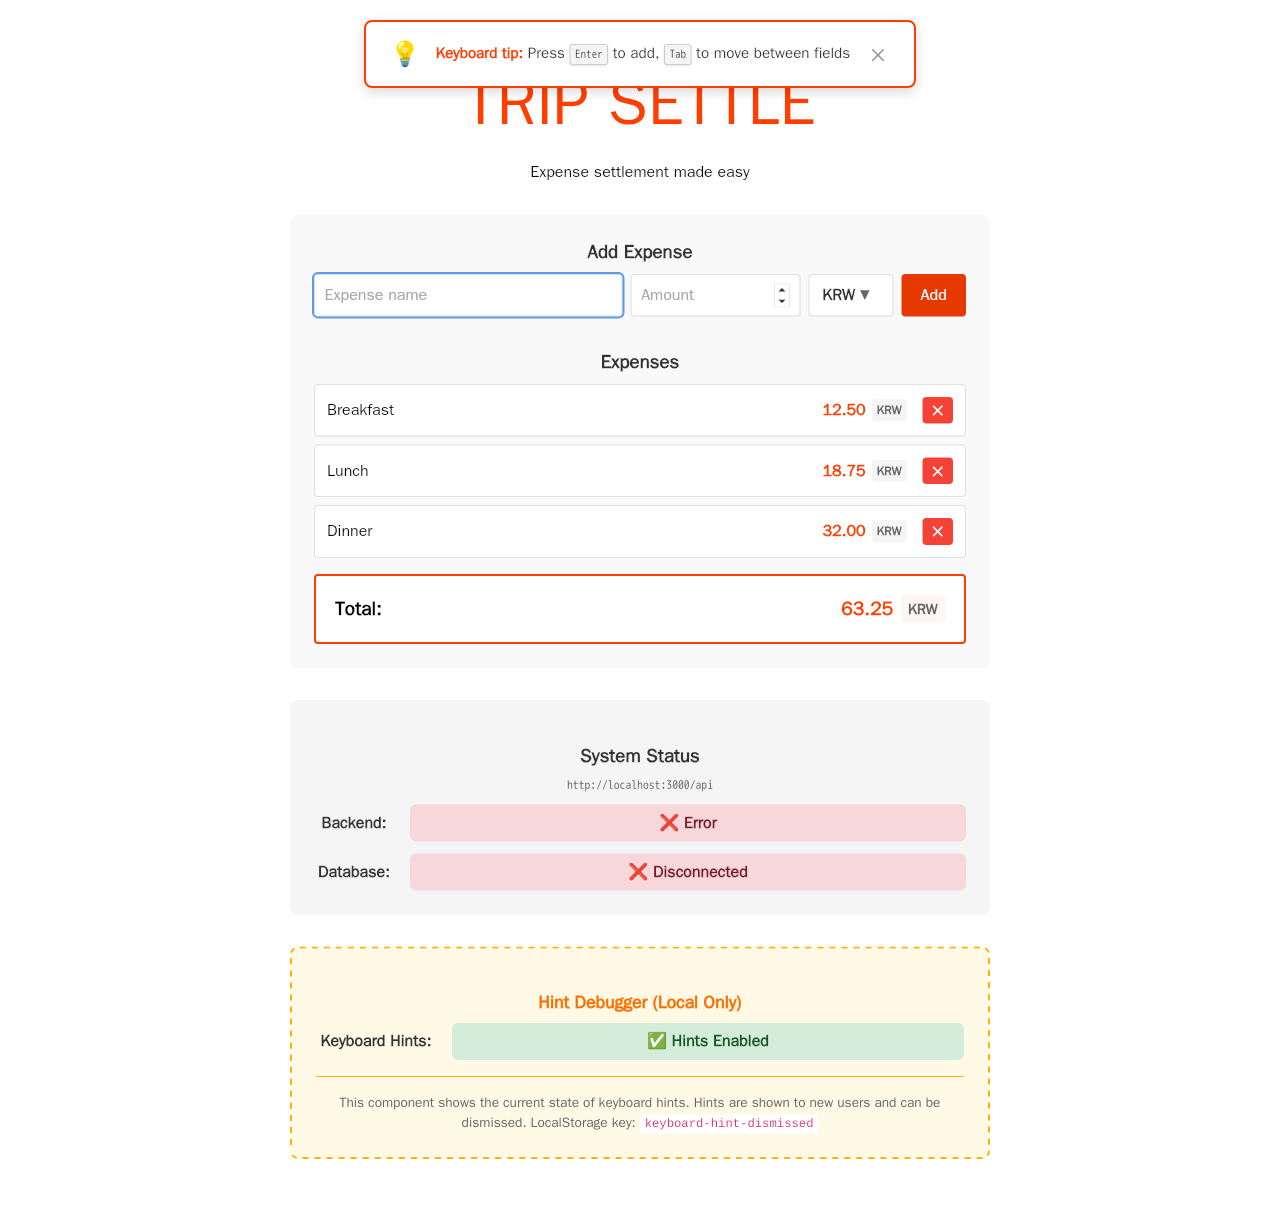 💡 Keyboard tip: Press Enter to add, Tab to move between fields ×
TRIP SETTLE
Expense settlement made easy
Add Expense
Expense name Amount KRW ▼ Add
Expenses
Breakfast 12.50 KRW ×
Lunch 18.75 KRW ×
Dinner 32.00 KRW ×
Total: 63.25 KRW
System Status
http://localhost:3000/api
Backend: ❌ Error
Database: ❌ Disconnected
Hint Debugger (Local Only)
Keyboard Hints: ✅ Hints Enabled
This component shows the current state of keyboard hints. Hints are shown to new users and can be
dismissed. LocalStorage key: keyboard-hint-dismissed